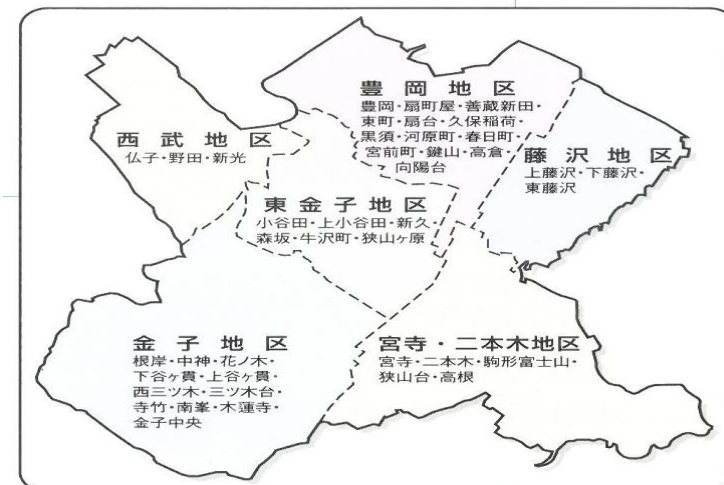 豊岡地区
豊岡・扇町屋・善蔵新田・
東町・扇台・久保稲荷・
黒須・河原町・春日町・
宮前町・鍵山・高倉・
向陽台
西武地区
仏子・野田・新光
藤沢地区
上藤沢・下藤沢・
東藤沢
東金子地区
小谷田・上小谷田・新久・
森坂・牛沢町・狭山ヶ原
金子地区
根岸・中神・花ノ木・
下谷ヶ貫・上谷ヶ貫・
西三ツ木・三ツ木台・
寺竹・南峯・木蓮寺・
金子中央
宮寺・二本木地区
宮寺・二本木・駒形富士山・
狭山台・高根